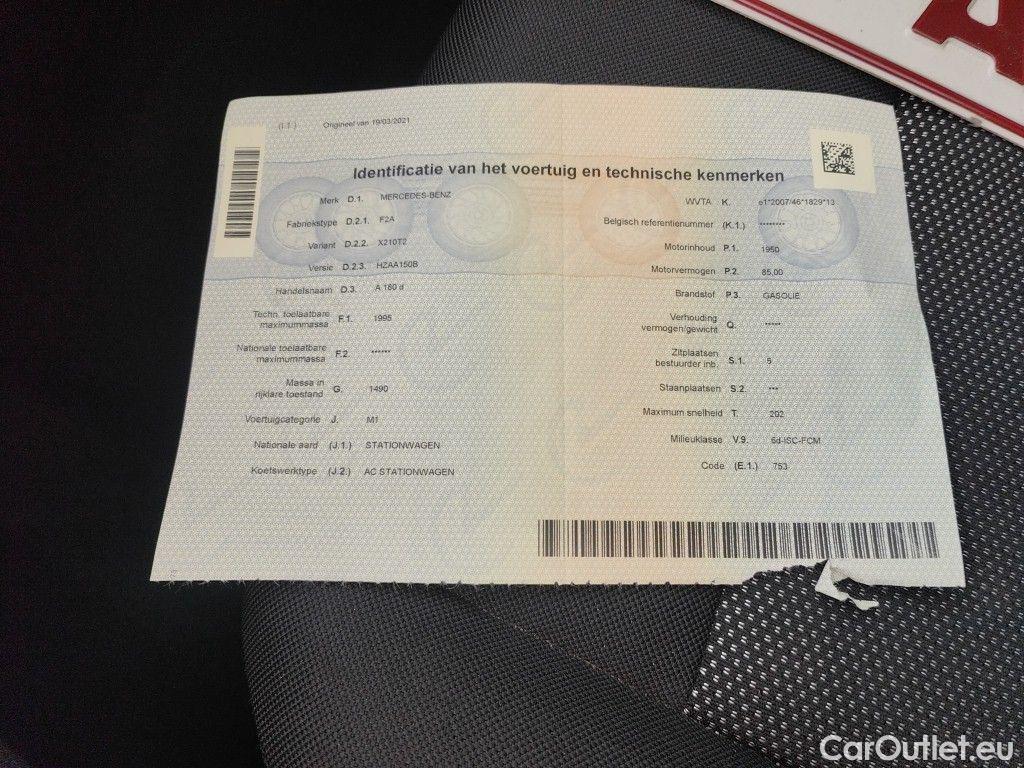 (I.1.) Origineel van 19/03/2021
Identificatie van het voertuig en technische kenmerken
Merk D.1. MERCEDES-BENZ
Fabriekstype D.2.1. F2A
Variant D.2.2. X210T2
Versie D.2.3. HZAA150B
Handelsnaam D.3. A 180 d
Techn. toelaatbare
maximummassa F.1. 1995
Nationale toelaatbare
maximummassa F.2. ******
Massa in
rijklare toestand G. 1490
Voertuigcategorie J. M1
Nationale aard (J.1.) STATIONWAGEN
Koetswerktype (J.2.) AC STATIONWAGEN
WVTA K. e1*2007/46*1829*13
Belgisch referentienummer (K.1.) ********
Motorinhoud P.1. 1950
Motorvermogen P.2. 85,00
Brandstof P.3. GASOLIE
Verhouding
vermogen/gewicht Q. *****
Zitplaatsen
bestuurder inb. S.1. 5
Staanplaatsen S.2. ***
Maximum snelheid T. 202
Milieuklasse V.9. 6d-ISC-FCM
Code (E.1.) 753
A
CarOutlet.eu